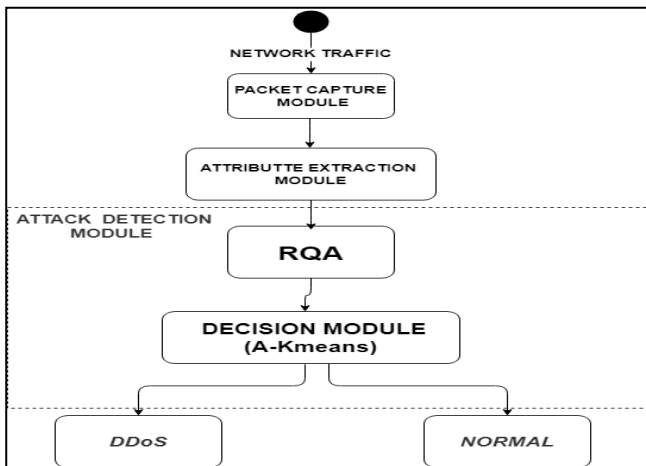 NETWORK TRAFFIC
PACKET CAPTURE
MODULE
ATTRIBUTTE EXTRACTION
MODULE
ATTACK DETECTION
MODULE
RQA
DECISION MODULE
(A-Kmeans)
DDoS
NORMAL